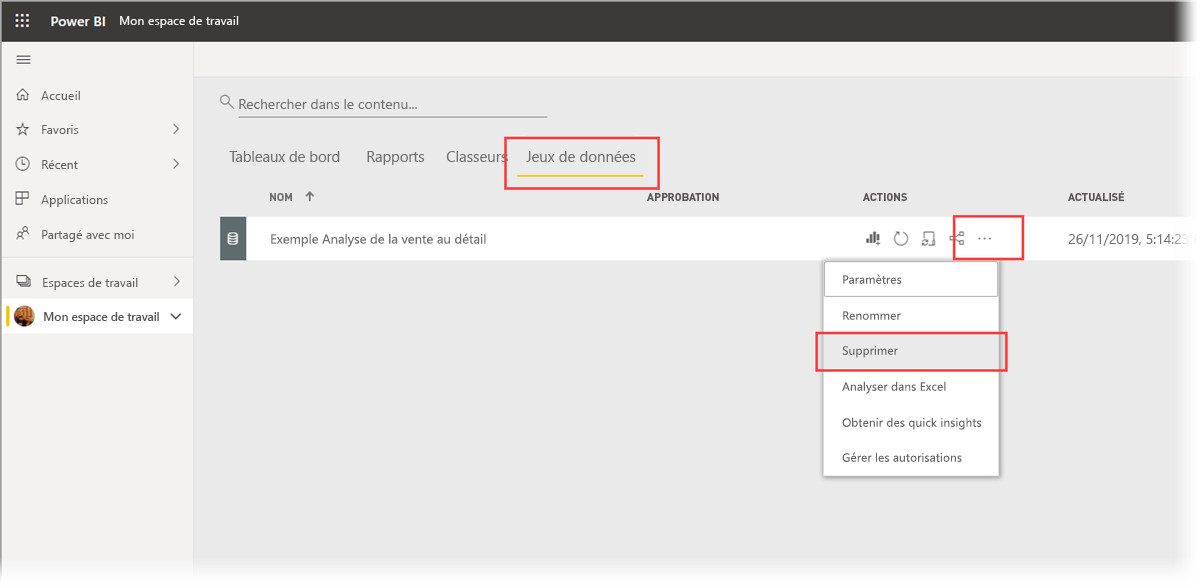 Power BI Mon espace de travail
Accueil
Favoris
Récent
Applications
Partagé avec moi
Espaces de travail
Mon espace de travail
Rechercher dans le contenu...
Tableaux de bord Rapports Classeurs Jeux de données
NOM APPROBATION ACTIONS ACTUALISÉ
Exemple Analyse de la vente au détail 26/11/2019, 5:14:23
Paramètres
Renommer
Supprimer
Analyser dans Excel
Obtenir des quick insights
Gérer les autorisations